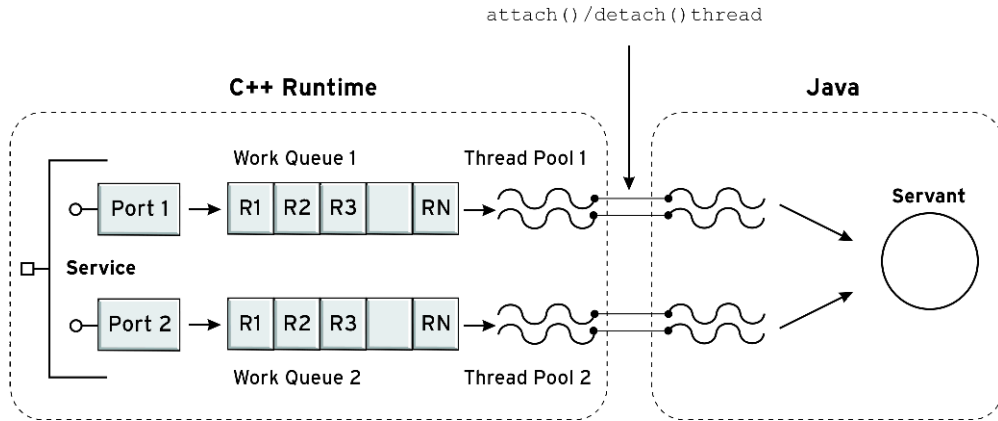 attach()/detach()thread
C++ Runtime
Java
Work Queue 1
Thread Pool 1
Port 1
R1
R2
R3
RN
Servant
Service
Port 2
R1
R2
R3
RN
Work Queue 2
Thread Pool 2